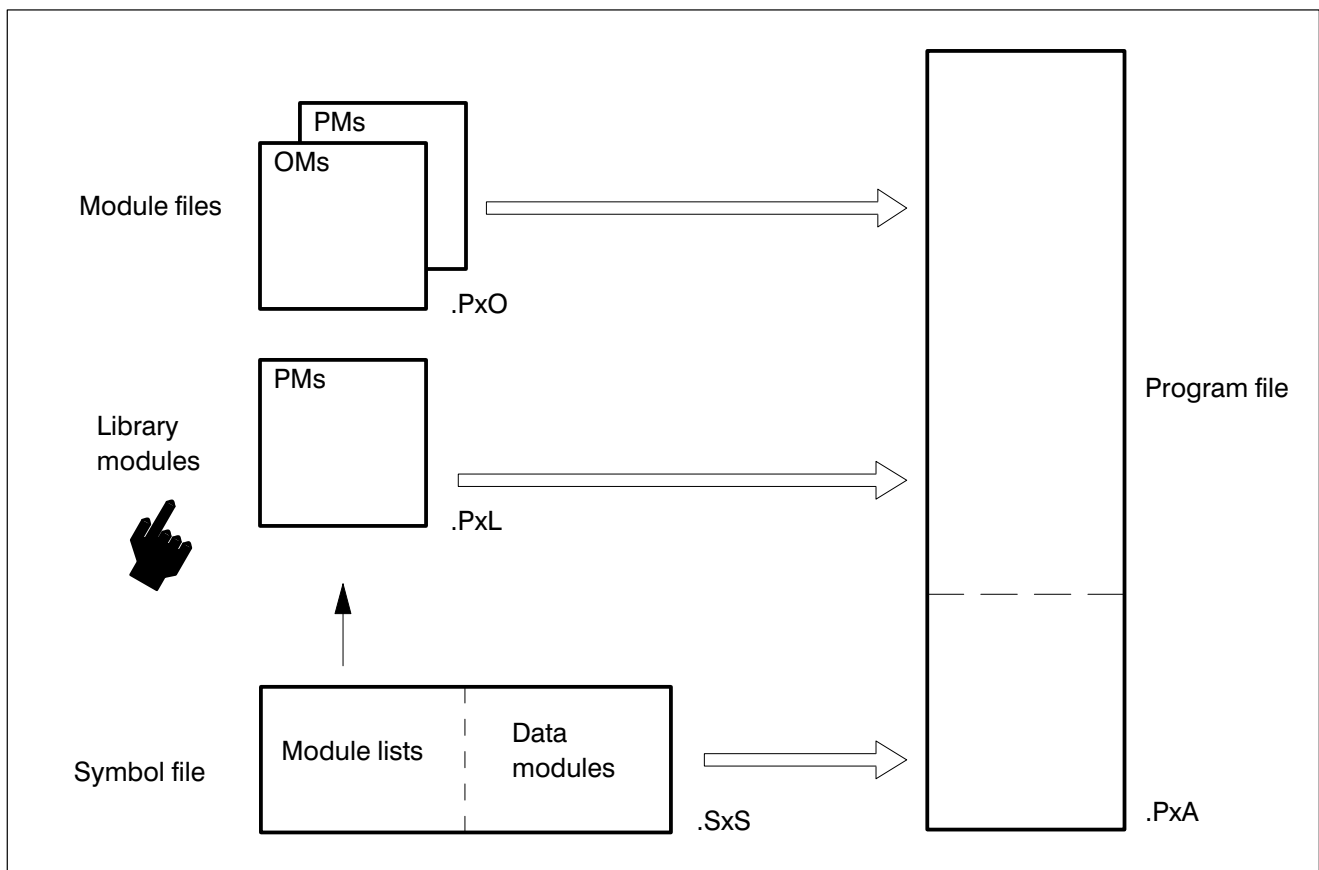 PMs
OMs
Module files
.PxO
PMs
Library
modules
.PxL
Program file
Module lists
Data
modules
Symbol file
.SxS
.PxA